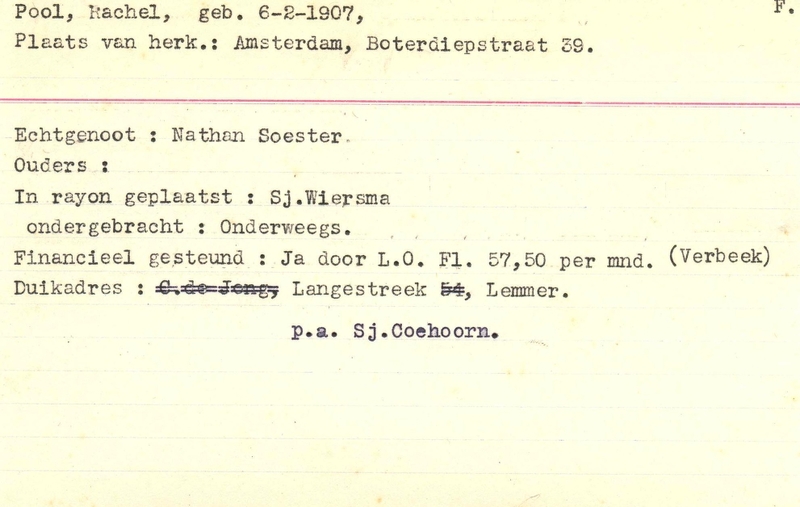 Pool, Rachel, geb. 6-2-1907, F.
Plaats van herk.: Amsterdam, Boterdiepstraat 39.
Echtgenoot : Nathan Soester.
Ouders :
In rayon geplaatst : Sj.Wiersma
ondergebracht : Onderweegs.
Financieel gesteund : Ja door L.O. Fl. 57,50 per mnd. (Verbeek)
Duikadres : C.de Jong, Langestreek 54, Lemmer.
p.a. Sj.Coehoorn.